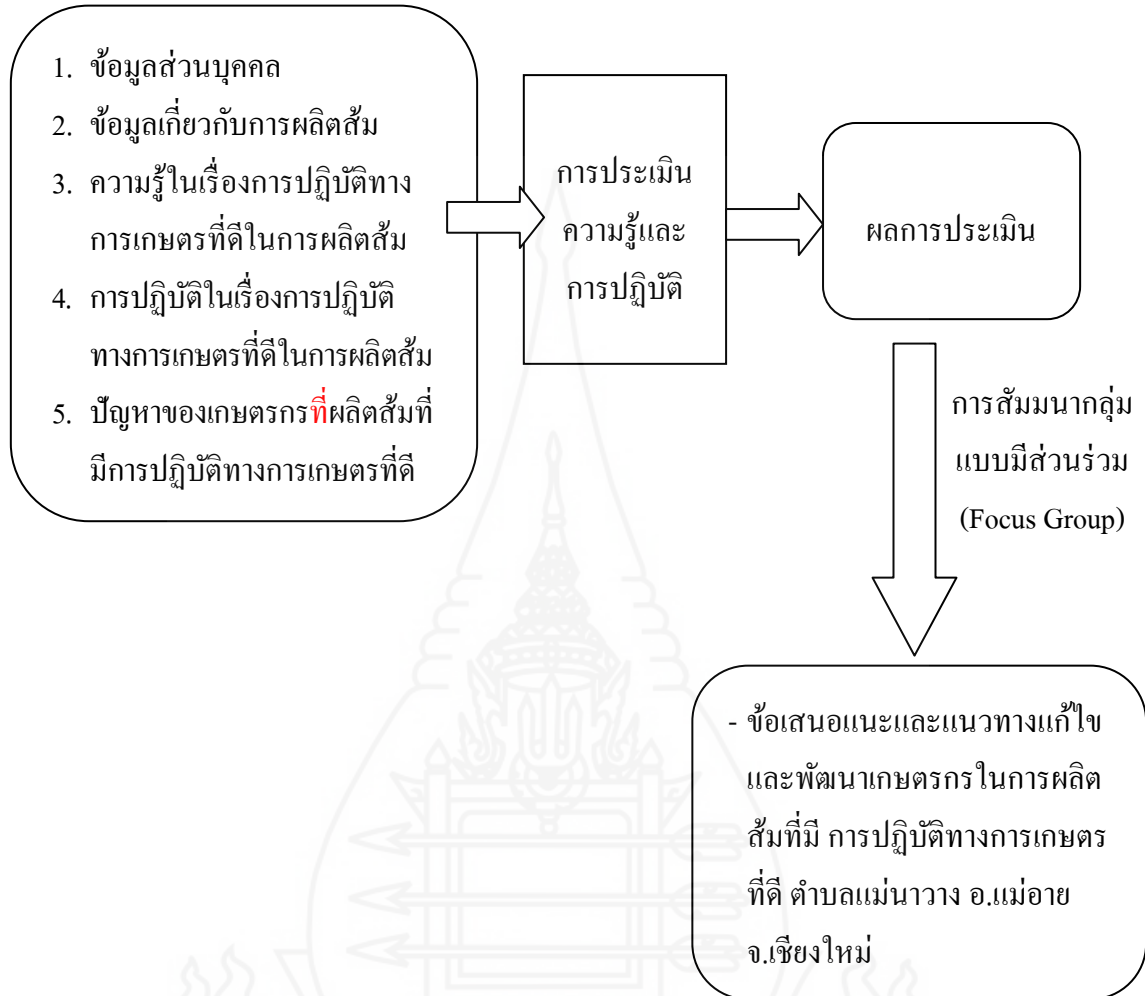 1. ข้อมูลส่วนบุคคล
2. ข้อมูลเกี่ยวกับการผลิตส้ม
3. ความรู้ในเรื่องการปฏิบัติทาง
การเกษตรที่ดีในการผลิตส้ม
4. การปฏิบัติในเรื่องการปฏิบัติ
ทางการเกษตรที่ดีในการผลิตส้ม
5. ปัญหาของเกษตรกรที่ผลิตส้มที่
มีการปฏิบัติทางการเกษตรที่ดี
การประเมิน
ความรู้และ
การปฏิบัติ
ผลการประเมิน
การสัมมนากลุ่ม
แบบมีส่วนร่วม
(Focus Group)
- ข้อเสนอแนะและแนวทางแก้ไข
และพัฒนาเกษตรกรในการผลิต
ส้มที่มี การปฏิบัติทางการเกษตร
ที่ดี ตำบลแม่นาวาง อ.แม่อาย
จ.เชียงใหม่